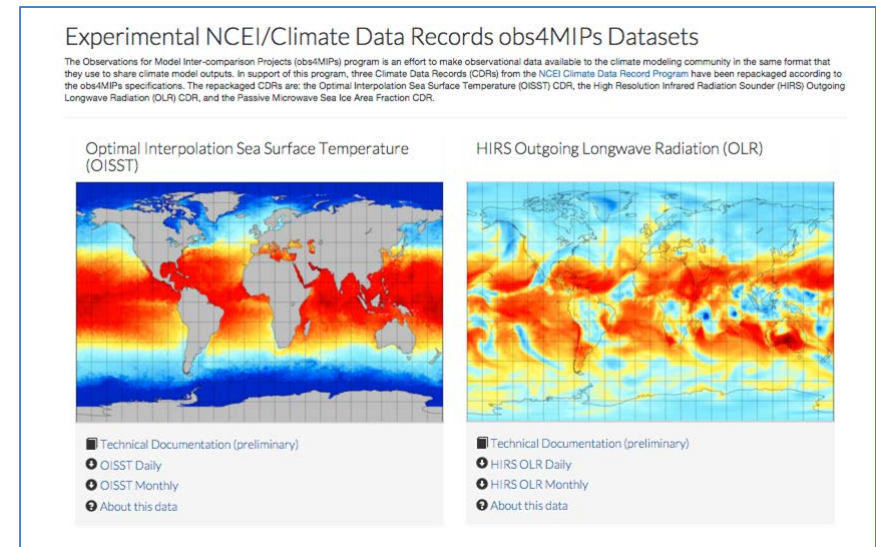 Experimental NCEI/Climate Data Records obs4MIPs Datasets
The Observations for Model Inter-comparison Projects (obs4MIPs) program is an effort to make observational data available to the climate modeling community in the same format that
they use to share climate model outputs. In support of this program, three Climate Data Records (CDRs) from the NCEI Climate Data Record Program have been repackaged according to
the obs4MIPs specifications. The repackaged CDRs are: the Optimal Interpolation Sea Surface Temperature (OISST) CDR, the High Resolution Infrared Radiation Sounder (HIRS) Outgoing
Longwave Radiation (OLR) CDR, and the Passive Microwave Sea Ice Area Fraction CDR.
Optimal Interpolation Sea Surface Temperature
(OISST)
Technical Documentation (preliminary)
OISST Daily
OISST Monthly
About this data
HIRS Outgoing Longwave Radiation (OLR)
Technical Documentation (preliminary)
HIRS OLR Daily
HIRS OLR Monthly
About this data